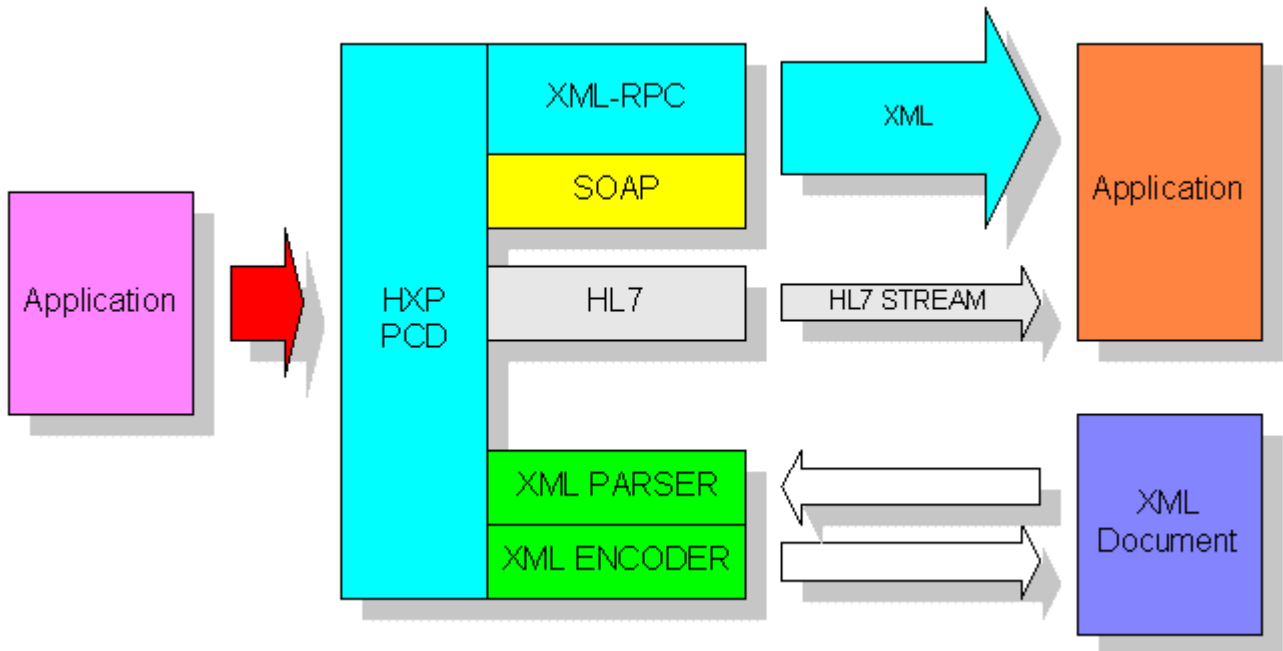 Application
HXP
PCD
XML-RPC
SOAP
HL7
XML PARSER
XML ENCODER
XML
HL7 STREAM
Application
XML
Document